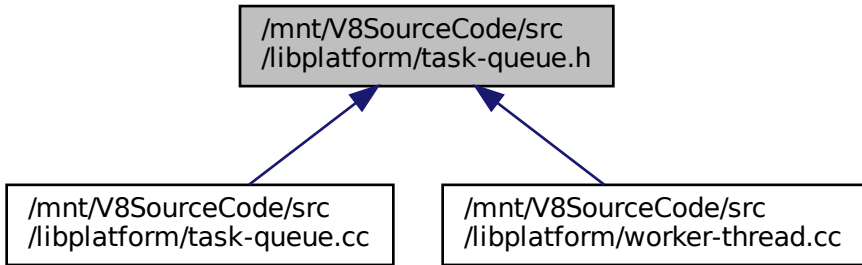 /mnt/V8SourceCode/src
/libplatform/task-queue.h
/mnt/V8SourceCode/src
/libplatform/task-queue.cc
/mnt/V8SourceCode/src
/libplatform/worker-thread.cc